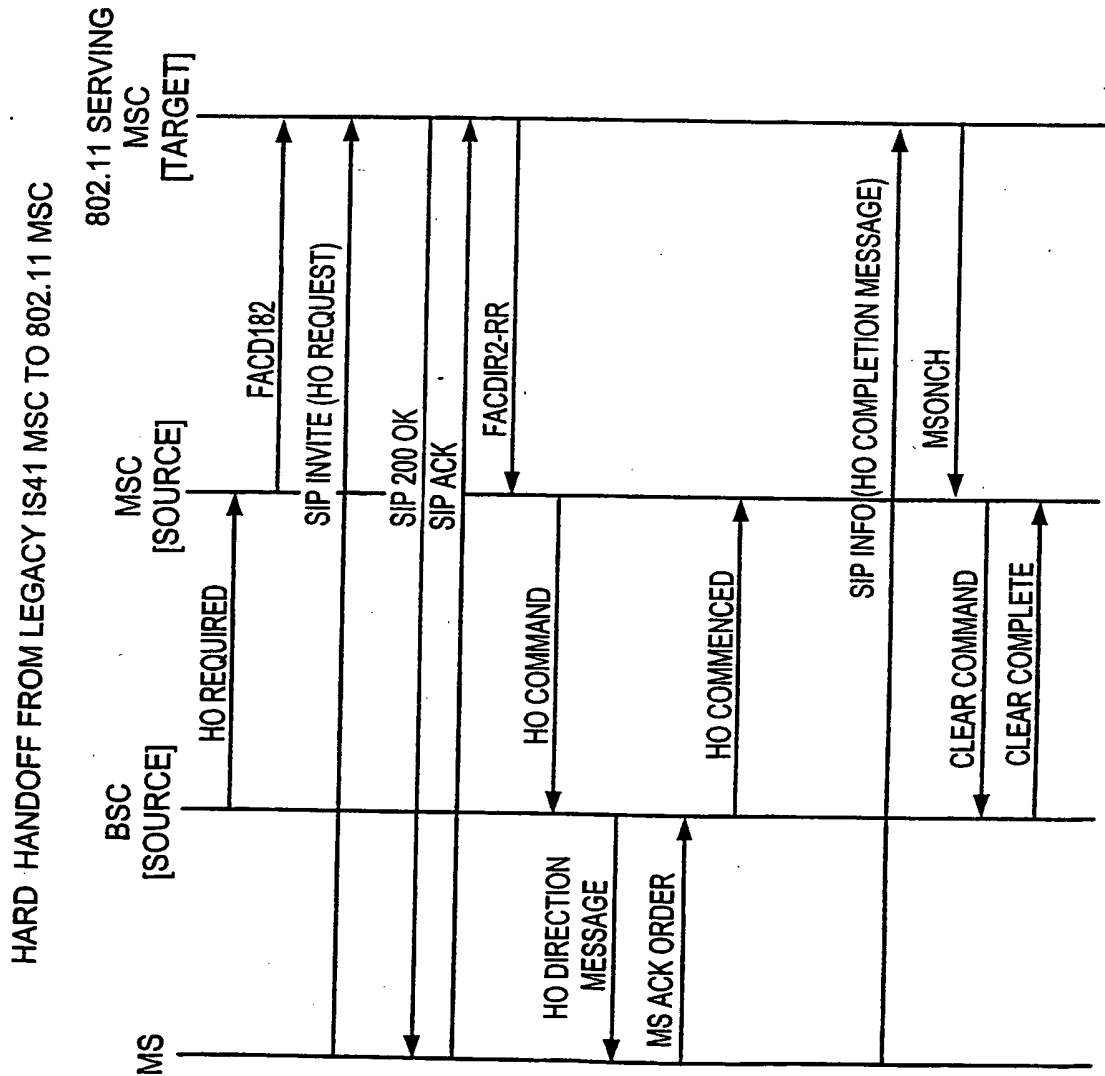 HARD HANDOFF FROM LEGACY IS41 MSC TO 802.11 MSC
MS
BSC
[SOURCE]
MSC
[SOURCE]
802.11 SERVING
MSC
[TARGET]
HO REQUIRED
FACD182
SIP INVITE (HO REQUEST)
SIP 200 OK
SIP ACK
FACDIR2-RR
HO COMMAND
HO DIRECTION
MESSAGE
MS ACK ORDER
HO COMMENCED
SIP INFO (HO COMPLETION MESSAGE)
MSONCH
CLEAR COMMAND
CLEAR COMPLETE